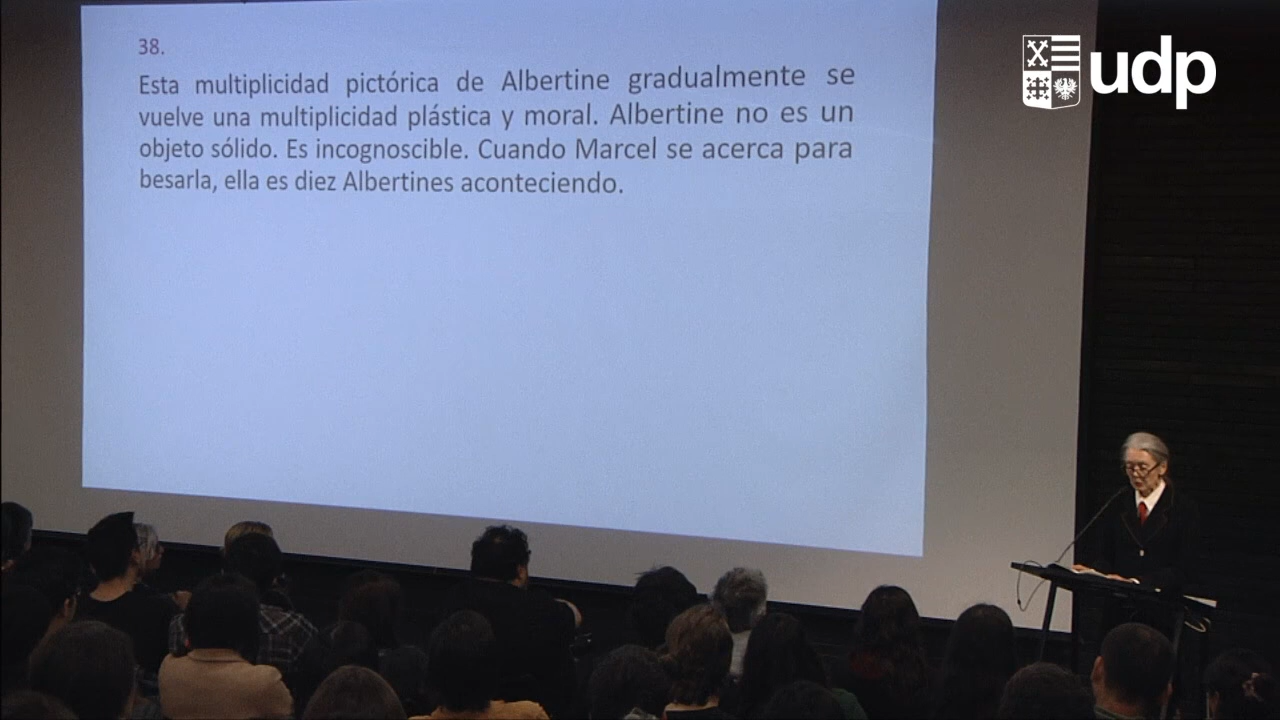 38.
Esta multiplicidad pictórica de Albertine gradualmente se
vuelve una multiplicidad plástica y moral. Albertine no es un
objeto sólido. Es incognoscible. Cuando Marcel se acerca para
besarla, ella es diez Albertines aconteciendo.
udp